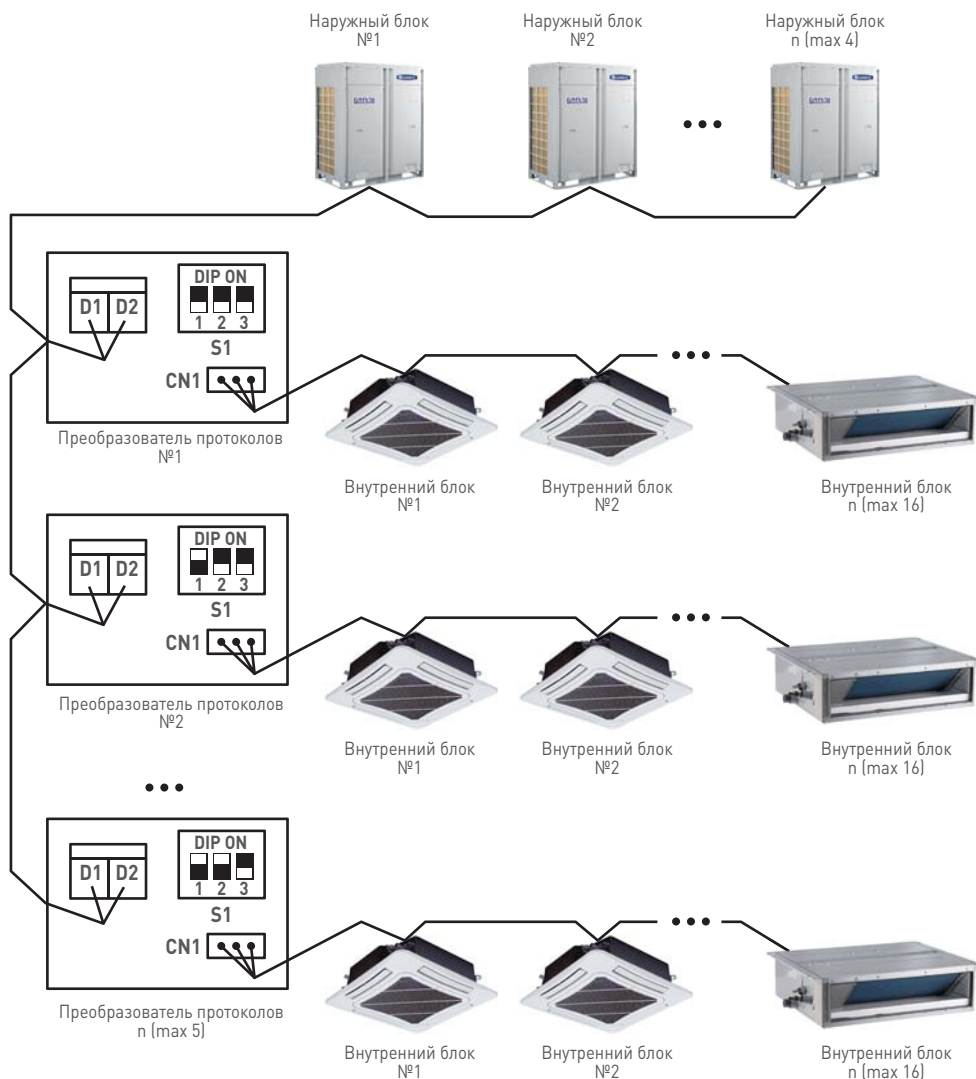 Наружный блок
№1
Наружный блок
№2
Наружный блок
n (max 4)
DIP ON
D1 D2
1 2 3
S1
CN1
Преобразователь протоколов
№1
Внутренний блок
№1
Внутренний блок
№2
Внутренний блок
n (max 16)
DIP ON
D1 D2
1 2 3
S1
CN1
Преобразователь протоколов
№2
Внутренний блок
№1
Внутренний блок
№2
Внутренний блок
n (max 16)
DIP ON
D1 D2
1 2 3
S1
CN1
Преобразователь протоколов
n (max 5)
Внутренний блок
№1
Внутренний блок
№2
Внутренний блок
n (max 16)